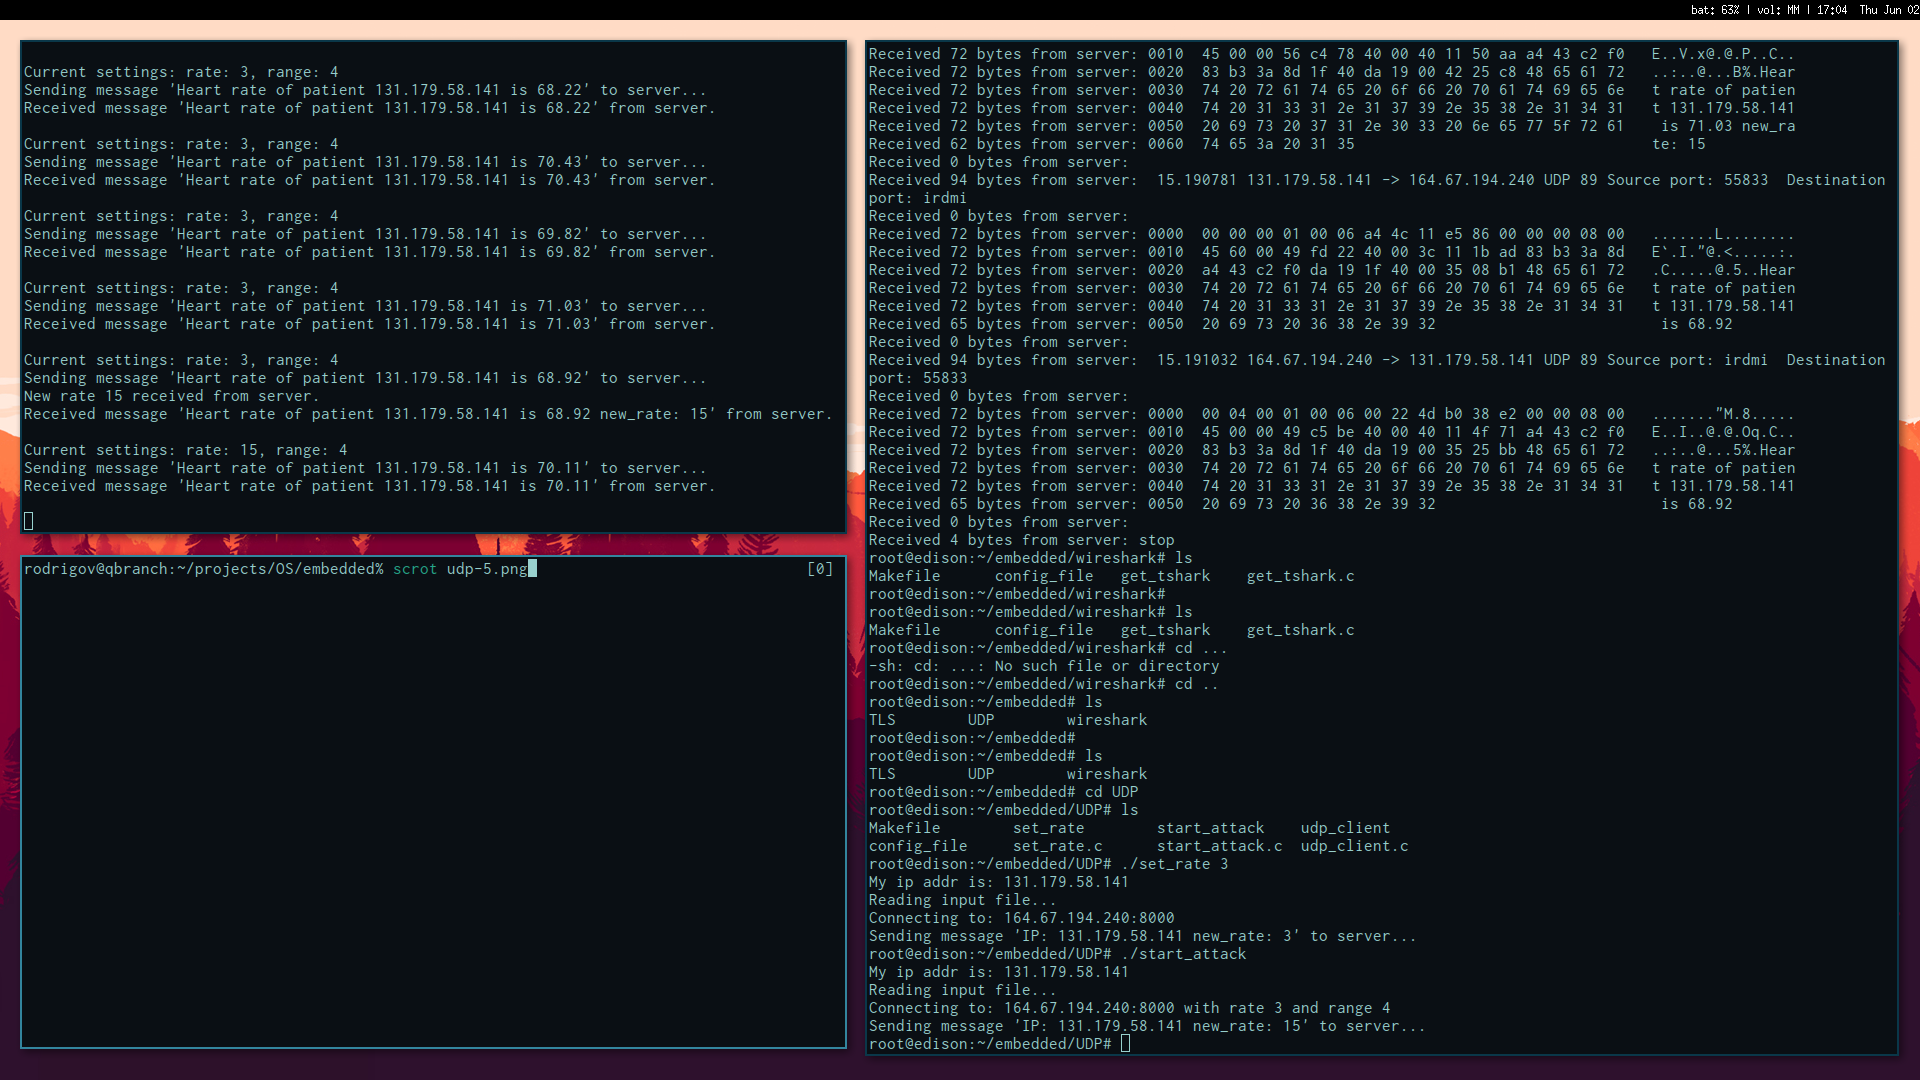 bat: 63% | vol: MM | 17:04  Thu Jun 02
Current settings: rate: 3, range: 4
Sending message 'Heart rate of patient 131.179.58.141 is 68.22' to server...
Received message 'Heart rate of patient 131.179.58.141 is 68.22' from server.
Current settings: rate: 3, range: 4
Sending message 'Heart rate of patient 131.179.58.141 is 70.43' to server...
Received message 'Heart rate of patient 131.179.58.141 is 70.43' from server.
Current settings: rate: 3, range: 4
Sending message 'Heart rate of patient 131.179.58.141 is 69.82' to server...
Received message 'Heart rate of patient 131.179.58.141 is 69.82' from server.
Current settings: rate: 3, range: 4
Sending message 'Heart rate of patient 131.179.58.141 is 71.03' to server...
Received message 'Heart rate of patient 131.179.58.141 is 71.03' from server.
Current settings: rate: 3, range: 4
Sending message 'Heart rate of patient 131.179.58.141 is 68.92' to server...
New rate 15 received from server.
Received message 'Heart rate of patient 131.179.58.141 is 68.92 new_rate: 15' from server.
Current settings: rate: 15, range: 4
Sending message 'Heart rate of patient 131.179.58.141 is 70.11' to server...
Received message 'Heart rate of patient 131.179.58.141 is 70.11' from server.
rodrigov@qbranch:~/projects/OS/embedded% scrot udp-5.png [0]
Received 72 bytes from server: 0010  45 00 00 56 c4 78 40 00 40 11 50 aa a4 43 c2 f0   E..V.x@.@.P..C..
Received 72 bytes from server: 0020  83 b3 3a 8d 1f 40 da 19 00 42 25 c8 48 65 61 72   ..:..@...B%.Hear
Received 72 bytes from server: 0030  74 20 72 61 74 65 20 6f 66 20 70 61 74 69 65 6e   t rate of patien
Received 72 bytes from server: 0040  74 20 31 33 31 2e 31 37 39 2e 35 38 2e 31 34 31   t 131.179.58.141
Received 72 bytes from server: 0050  20 69 73 20 37 31 2e 30 33 20 6e 65 77 5f 72 61    is 71.03 new_ra
Received 62 bytes from server: 0060  74 65 3a 20 31 35   te: 15
Received 0 bytes from server:
Received 94 bytes from server:  15.190781 131.179.58.141 -> 164.67.194.240 UDP 89 Source port: 55833  Destination
port: irdmi
Received 0 bytes from server:
Received 72 bytes from server: 0000  00 00 00 01 00 06 a4 4c 11 e5 86 00 00 00 08 00   .......L........
Received 72 bytes from server: 0010  45 60 00 49 fd 22 40 00 3c 11 1b ad 83 b3 3a 8d   E`.I."@.<.....:.
Received 72 bytes from server: 0020  a4 43 c2 f0 da 19 1f 40 00 35 08 b1 48 65 61 72   .C.....@.5..Hear
Received 72 bytes from server: 0030  74 20 72 61 74 65 20 6f 66 20 70 61 74 69 65 6e   t rate of patien
Received 72 bytes from server: 0040  74 20 31 33 31 2e 31 37 39 2e 35 38 2e 31 34 31   t 131.179.58.141
Received 65 bytes from server: 0050  20 69 73 20 36 38 2e 39 32   is 68.92
Received 0 bytes from server:
Received 94 bytes from server:  15.191032 164.67.194.240 -> 131.179.58.141 UDP 89 Source port: irdmi  Destination
port: 55833
Received 0 bytes from server:
Received 72 bytes from server: 0000  00 04 00 01 00 06 00 22 4d b0 38 e2 00 00 08 00   ......."M.8.....
Received 72 bytes from server: 0010  45 00 00 49 c5 be 40 00 40 11 4f 71 a4 43 c2 f0   E..I..@.@.Oq.C..
Received 72 bytes from server: 0020  83 b3 3a 8d 1f 40 da 19 00 35 25 bb 48 65 61 72   ..:..@...5%.Hear
Received 72 bytes from server: 0030  74 20 72 61 74 65 20 6f 66 20 70 61 74 69 65 6e   t rate of patien
Received 72 bytes from server: 0040  74 20 31 33 31 2e 31 37 39 2e 35 38 2e 31 34 31   t 131.179.58.141
Received 65 bytes from server: 0050  20 69 73 20 36 38 2e 39 32   is 68.92
Received 0 bytes from server:
Received 4 bytes from server: stop
root@edison:~/embedded/wireshark# ls
Makefile      config_file   get_tshark    get_tshark.c
root@edison:~/embedded/wireshark#
root@edison:~/embedded/wireshark# ls
Makefile      config_file   get_tshark    get_tshark.c
root@edison:~/embedded/wireshark# cd ...
-sh: cd: ...: No such file or directory
root@edison:~/embedded/wireshark# cd ..
root@edison:~/embedded# ls
TLS        UDP        wireshark
root@edison:~/embedded#
root@edison:~/embedded# ls
TLS        UDP        wireshark
root@edison:~/embedded# cd UDP
root@edison:~/embedded/UDP# ls
Makefile        set_rate        start_attack    udp_client
config_file     set_rate.c      start_attack.c  udp_client.c
root@edison:~/embedded/UDP# ./set_rate 3
My ip addr is: 131.179.58.141
Reading input file...
Connecting to: 164.67.194.240:8000
Sending message 'IP: 131.179.58.141 new_rate: 3' to server...
root@edison:~/embedded/UDP# ./start_attack
My ip addr is: 131.179.58.141
Reading input file...
Connecting to: 164.67.194.240:8000 with rate 3 and range 4
Sending message 'IP: 131.179.58.141 new_rate: 15' to server...
root@edison:~/embedded/UDP#